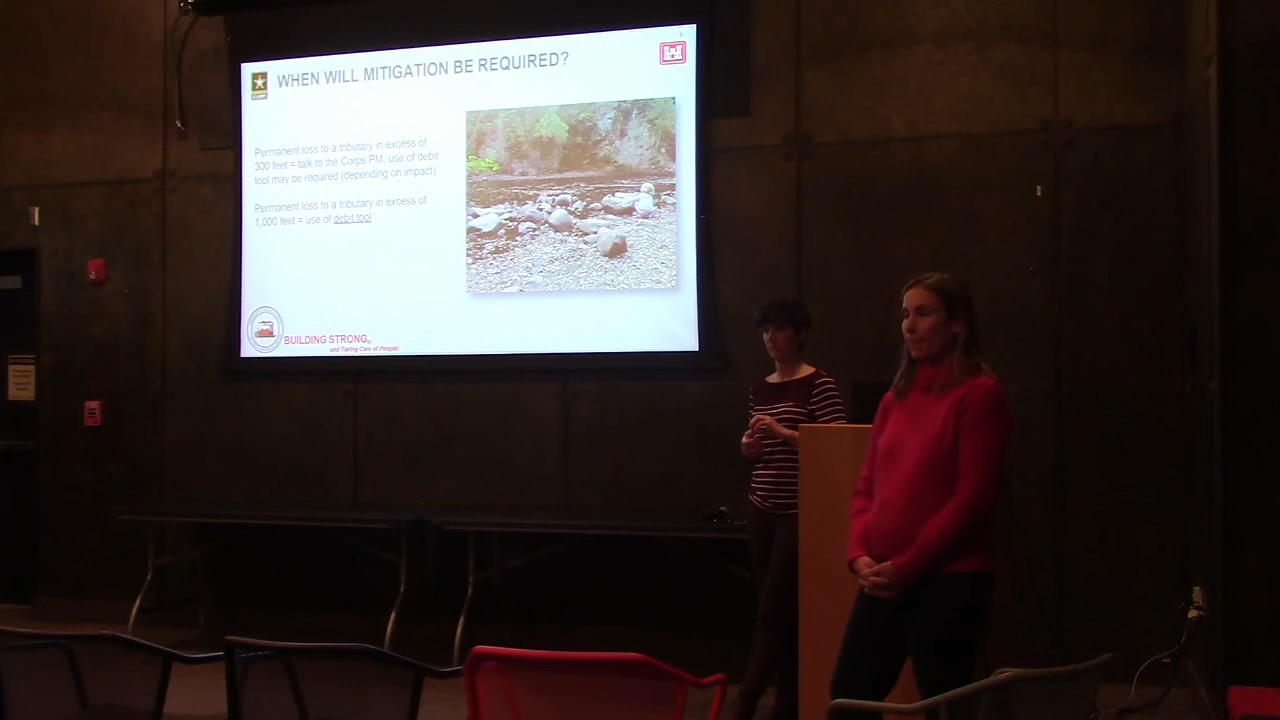 WHEN WILL MITIGATION BE REQUIRED?
Permanent loss to a tributary in excess of
300 feet = talk to the Corps PM, use of debit
tool may be required (depending on impact)
Permanent loss to a tributary in excess of
1,000 feet = use of debit tool
BUILDING STRONG®
and Taking Care of People!